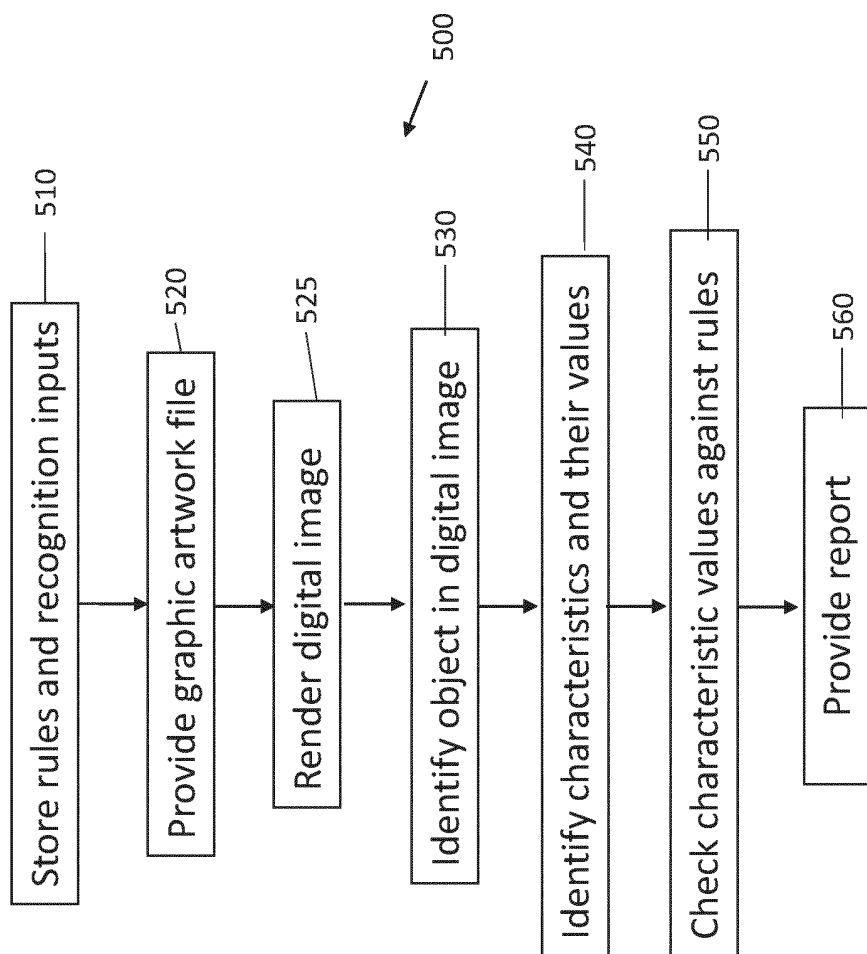 500
Store rules and recognition inputs
510
Provide graphic artwork file
520
Render digital image
525
Identify object in digital image
530
Identify characteristics and their values
540
Check characteristic values against rules
550
Provide report
560